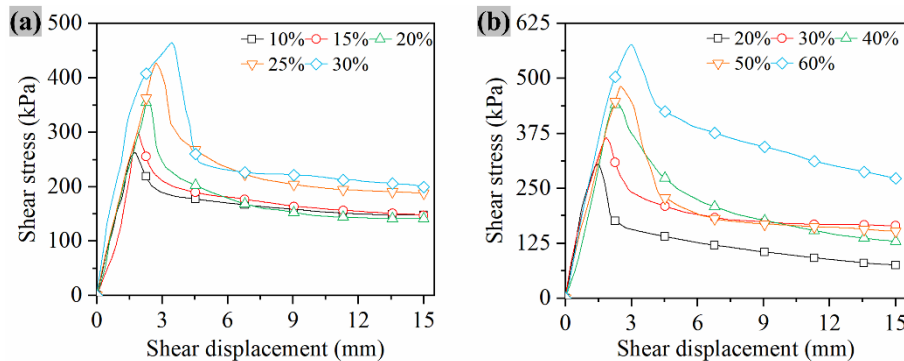 (a)
500
400
300
200
100
0
Shear stress (kPa)
10% 15% 20%
25% 30%
0 3 6 9 12 15
Shear displacement (mm)
(b)
625
500
375
250
125
0
Shear stress (kPa)
20% 30% 40%
50% 60%
0 3 6 9 12 15
Shear displacement (mm)